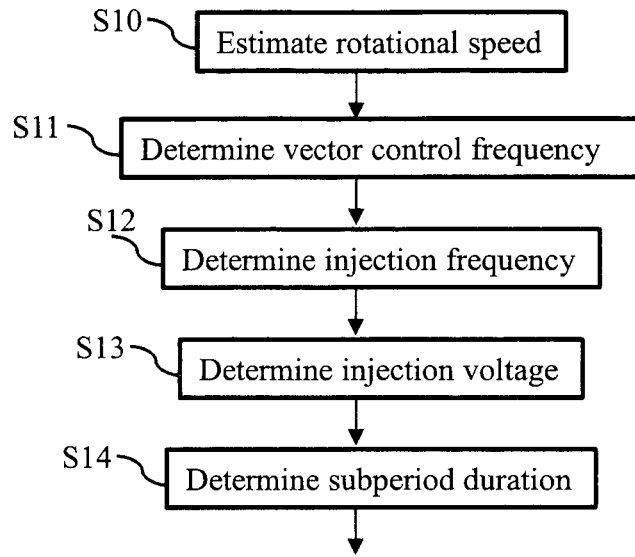 S10
Estimate rotational speed
S11
Determine vector control frequency
S12
Determine injection frequency
S13
Determine injection voltage
S14
Determine subperiod duration